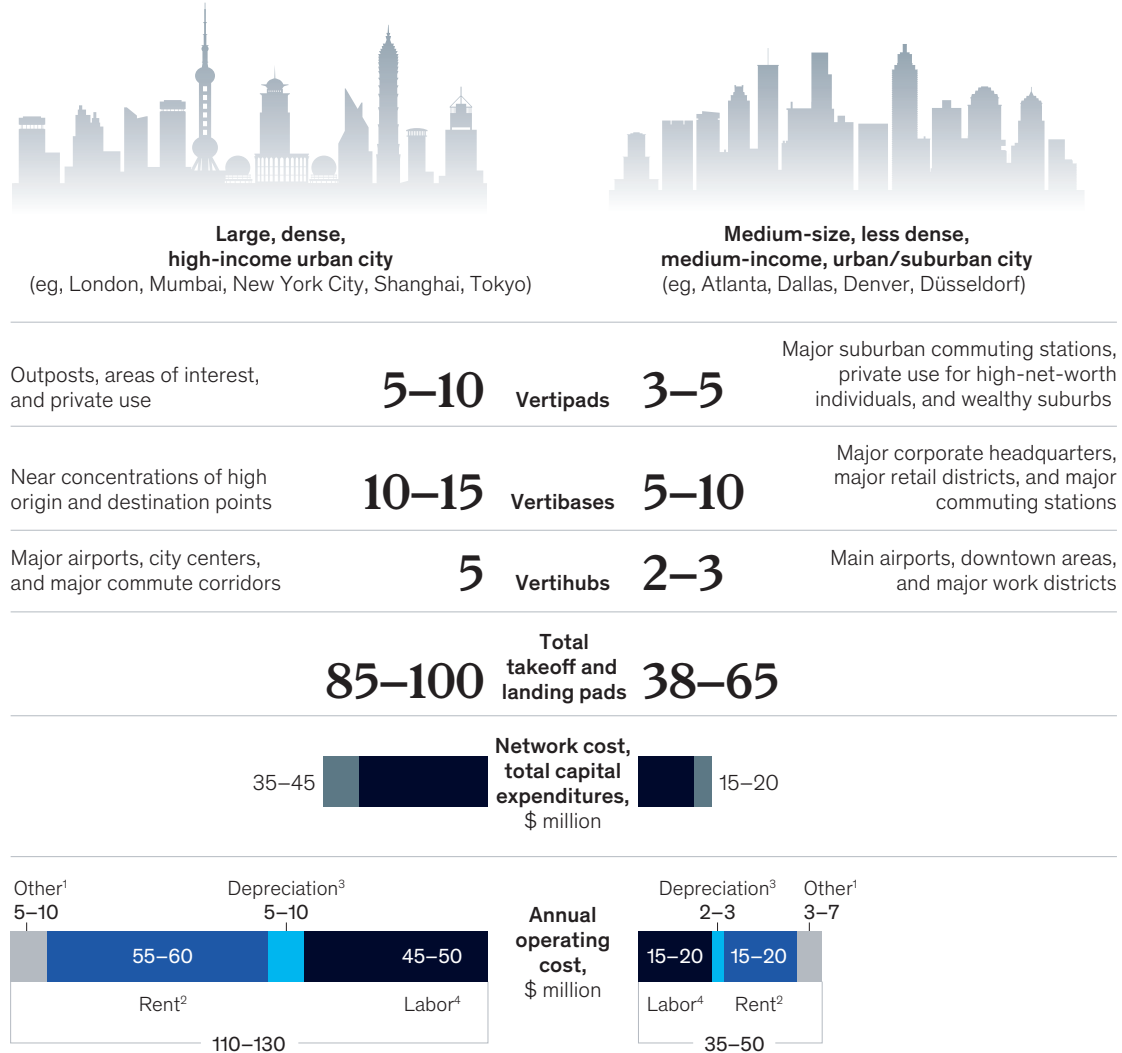 Large, dense,
high-income urban city
(eg, London, Mumbai, New York City, Shanghai, Tokyo)
Medium-size, less dense,
medium-income, urban/suburban city
(eg, Atlanta, Dallas, Denver, Düsseldorf)
Outposts, areas of interest,
and private use
5–10
Vertipads
3–5
Major suburban commuting stations,
private use for high-net-worth
individuals, and wealthy suburbs
Near concentrations of high
origin and destination points
10–15
Vertibases
5–10
Major corporate headquarters,
major retail districts, and major
commuting stations
Major airports, city centers,
and major commute corridors
5
Vertihubs
2–3
Main airports, downtown areas,
and major work districts
85–100
Total
takeoff and
landing pads
38–65
35–45
Network cost,
total capital
expenditures,
$ million
15–20
Other¹
5–10
Depreciation³
5–10
55–60
45–50
Rent²
Labor⁴
110–130
Annual
operating
cost,
$ million
Depreciation³
2–3
Other¹
3–7
15–20
15–20
Labor⁴
Rent²
35–50